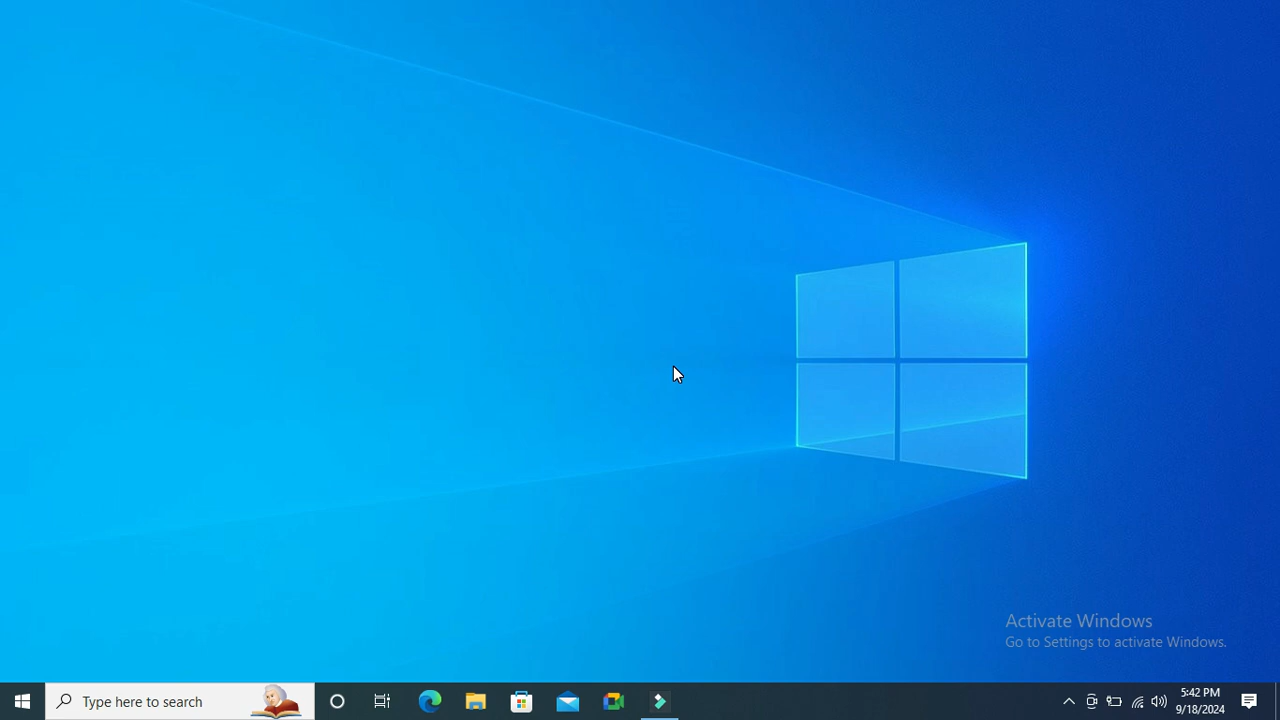 Activate Windows
Go to Settings to activate Windows.
Type here to search
5:42 PM
9/18/2024